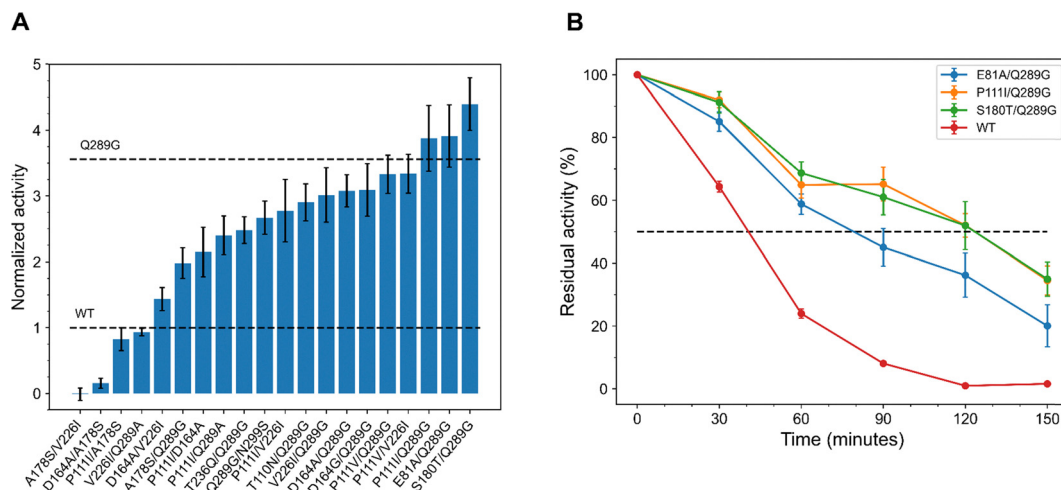 A
Normalized activity
5
4
3
2
1
0
Q289G
WT
A178S/V226I
D164A/A178S
P111I/A178S
V226I/Q289A
D164A/V226I
A178S/Q289G
P111I/D164A
P111I/Q289A
T236Q/Q289G
Q289G/N299S
P111I/V226I
T110N/Q289G
V226I/Q289G
D164A/Q289G
D164G/Q289G
P111V/Q289G
P111V/V226I
P111I/Q289G
E81A/Q289G
S180T/Q289G
B
Residual activity (%)
100
80
60
40
20
0
E81A/Q289G
P111I/Q289G
S180T/Q289G
WT
0 30 60 90 120 150
Time (minutes)